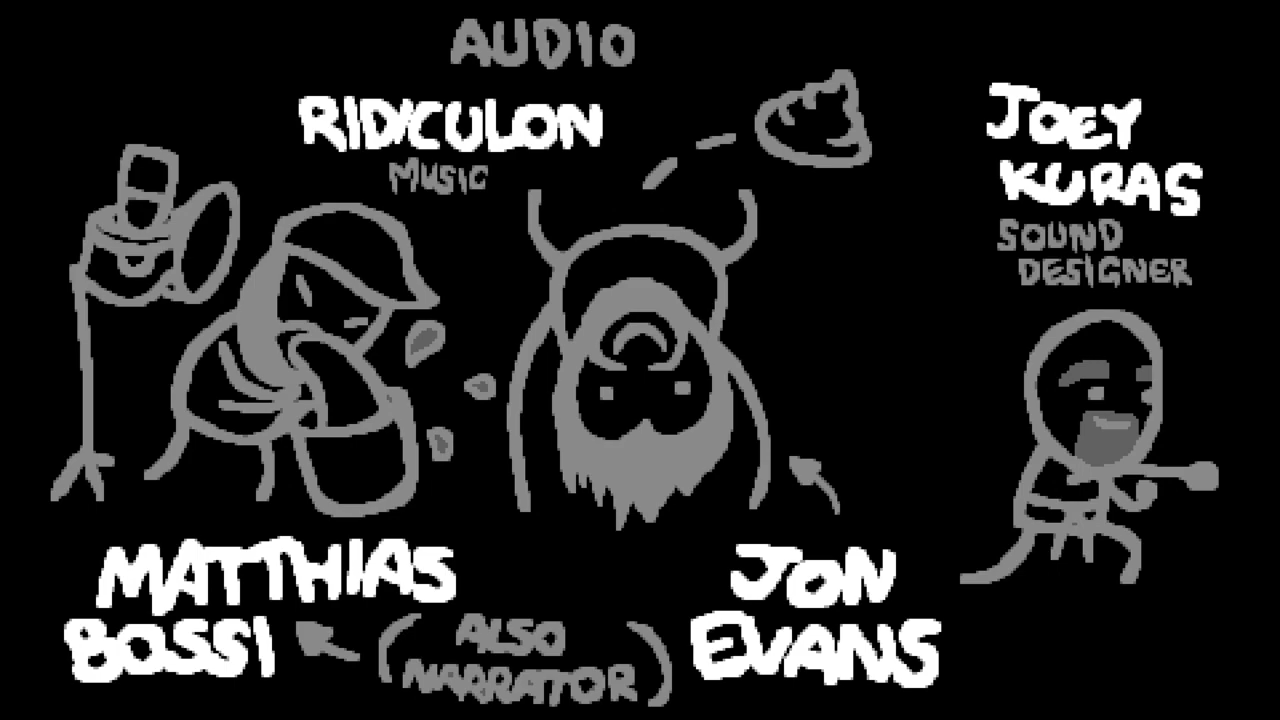 AUDIO
RIDICULON
MUSIC
JOEY
KURAS
SOUND
DESIGNER
MATTHIAS
BOSSI
(ALSO
NARRATOR)
JON
EVANS